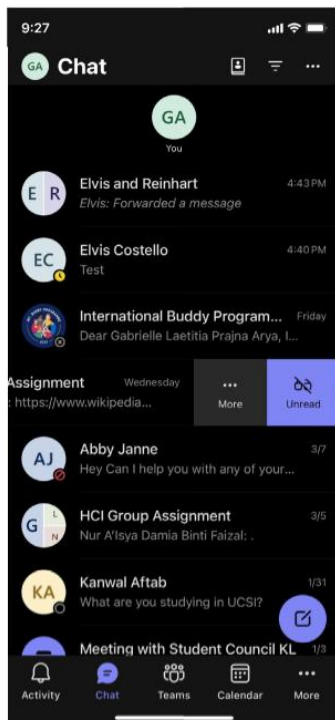 9:27
GA Chat
GA
You
E R
Elvis and Reinhart 4:43 PM
Elvis: Forwarded a message
EC
Elvis Costello 4:40 PM
Test
International Buddy Program... Friday
Dear Gabrielle Laetitia Prajna Arya, I...
Assignment Wednesday
: https://www.wikipedia...
More
Unread
AJ
Abby Janne 3/7
Hey Can I help you with any of your...
G L N
HCI Group Assignment 3/5
Nur A'Isya Damia Binti Faizal: .
KA
Kanwal Aftab 1/31
What are you studying in UCSI?
Meeting with Student Council KL 1/3
Activity Chat Teams Calendar More